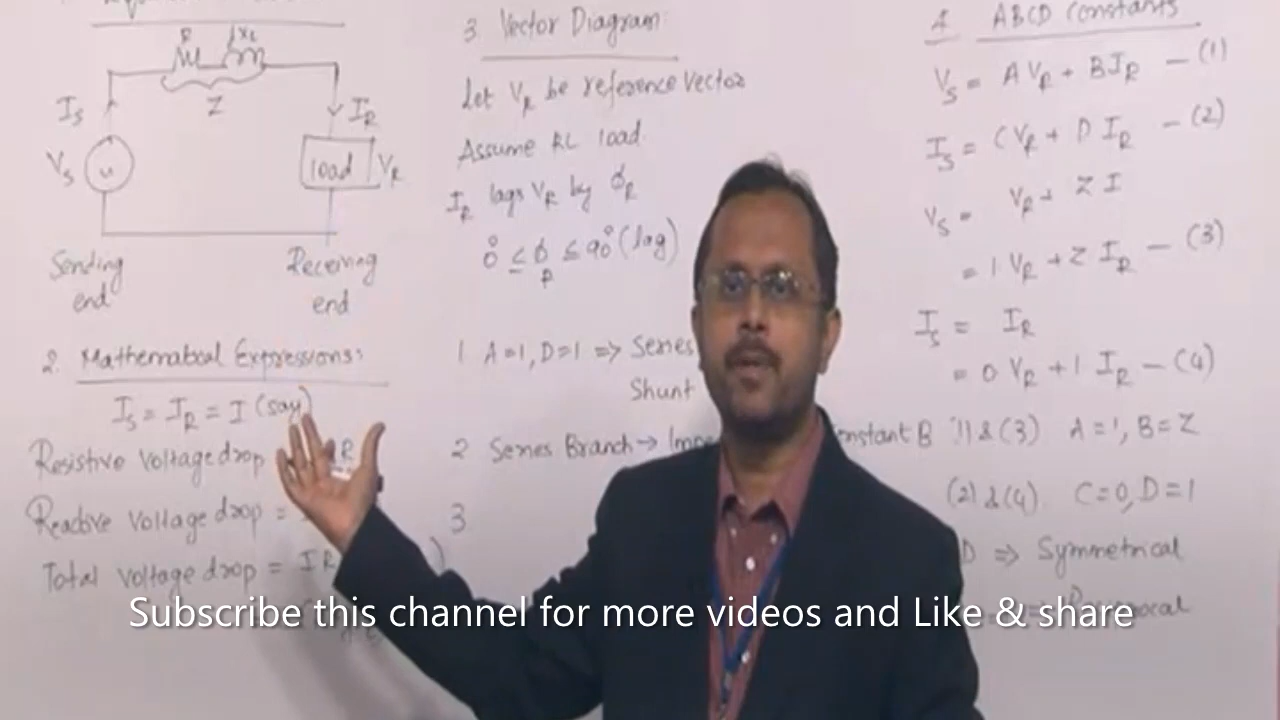 R
XL
Z
Is
IR
Vs
load
VR
Sending
end
Receiving
end
2. Mathematical Expressions:
Is = IR = I (say)
Resistive voltage drop
R
Reactive voltage drop =
Total voltage drop = IR
3 Vector Diagram
Let VR be reference vector
Assume RL load
IR lags VR by ϕR
0° ≤ ϕR ≤ 90° (lag)
1 A=1, D=1 => Series
Shunt
2 Series Branch → Impe
3
4 ABCD Constants
Vs = A VR + B IR — (1)
Is = C VR + D IR — (2)
Vs = VR + Z I
= 1 VR + Z IR — (3)
Is = IR
= 0 VR + 1 IR — (4)
onstant B (1) & (3) A=1, B=Z
(2) & (4) C=0, D=1
D => Symmetrical
Subscribe this channel for more videos and Like & share